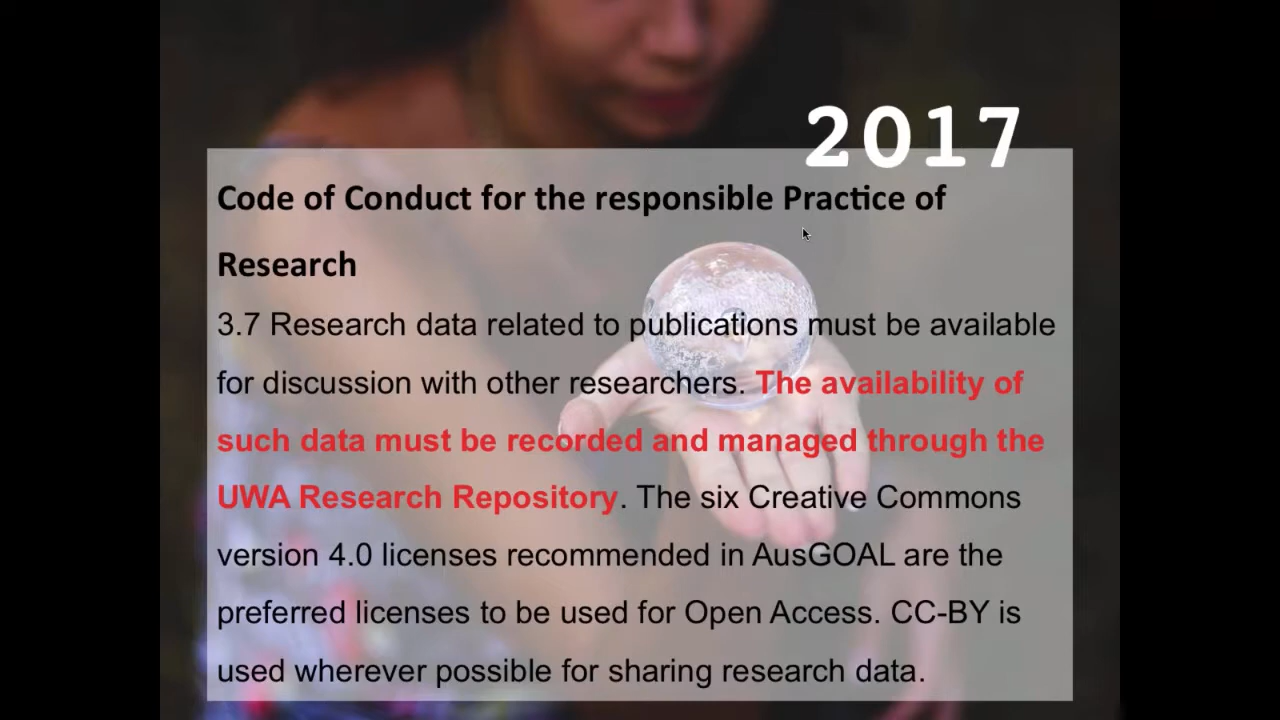 2017
Code of Conduct for the responsible Practice of
Research
3.7 Research data related to publications must be available
for discussion with other researchers. The availability of
such data must be recorded and managed through the
UWA Research Repository. The six Creative Commons
version 4.0 licenses recommended in AusGOAL are the
preferred licenses to be used for Open Access. CC-BY is
used wherever possible for sharing research data.